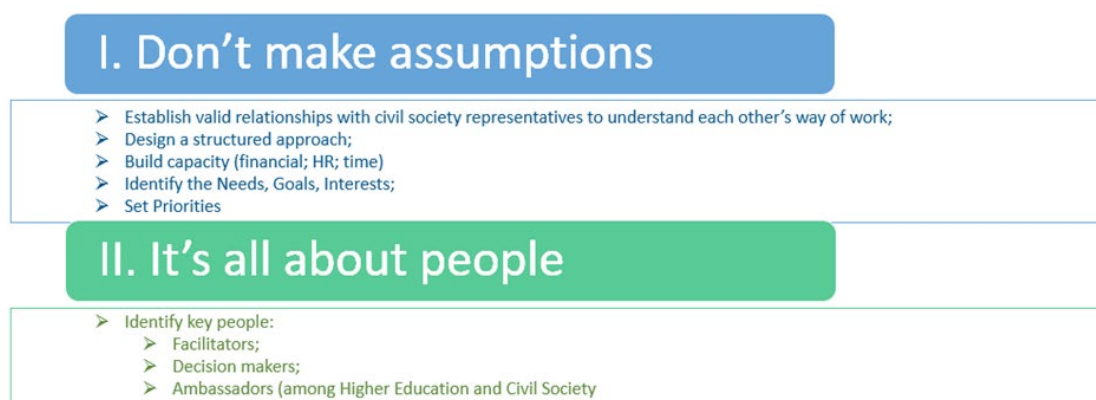 I. Don’t make assumptions
➢ Establish valid relationships with civil society representatives to understand each other’s way of work;
➢ Design a structured approach;
➢ Build capacity (financial; HR; time)
➢ Identify the Needs, Goals, Interests;
➢ Set Priorities
II. It’s all about people
➢ Identify key people:
➢ Facilitators;
➢ Decision makers;
➢ Ambassadors (among Higher Education and Civil Society